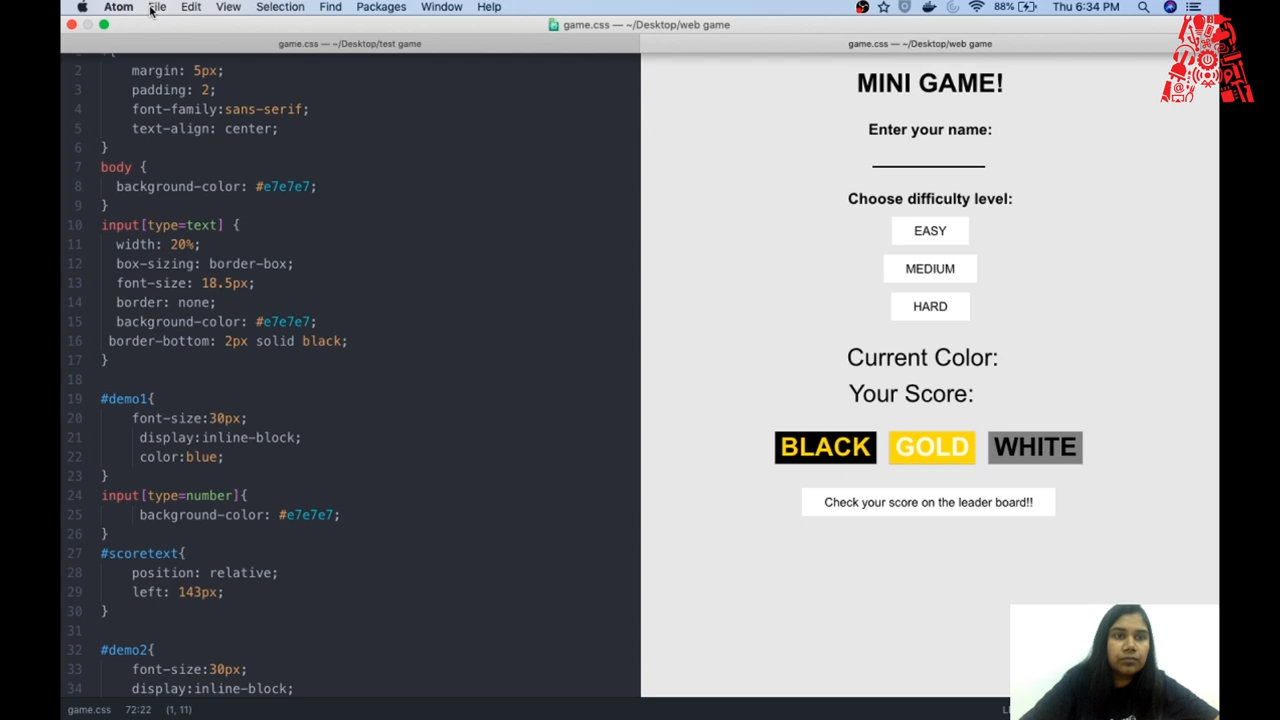 Atom File Edit View Selection Find Packages Window Help 88% Thu 6:34 PM
game.css — ~/Desktop/web game
game.css — ~/Desktop/test game
game.css — ~/Desktop/web game
2 margin: 5px;
3 padding: 2;
4 font-family:sans-serif;
5 text-align: center;
6 }
7 body {
8 background-color: #e7e7e7;
9 }
10 input[type=text] {
11 width: 20%;
12 box-sizing: border-box;
13 font-size: 18.5px;
14 border: none;
15 background-color: #e7e7e7;
16 border-bottom: 2px solid black;
17 }
18
19 #demo1{
20 font-size:30px;
21 display:inline-block;
22 color:blue;
23 }
24 input[type=number]{
25 background-color: #e7e7e7;
26 }
27 #scoretext{
28 position: relative;
29 left: 143px;
30 }
31
32 #demo2{
33 font-size:30px;
34 display:inline-block;
game.css 72:22 (1, 11)
MINI GAME!
Enter your name:
Choose difficulty level:
EASY
MEDIUM
HARD
Current Color:
Your Score:
BLACK GOLD WHITE
Check your score on the leader board!!